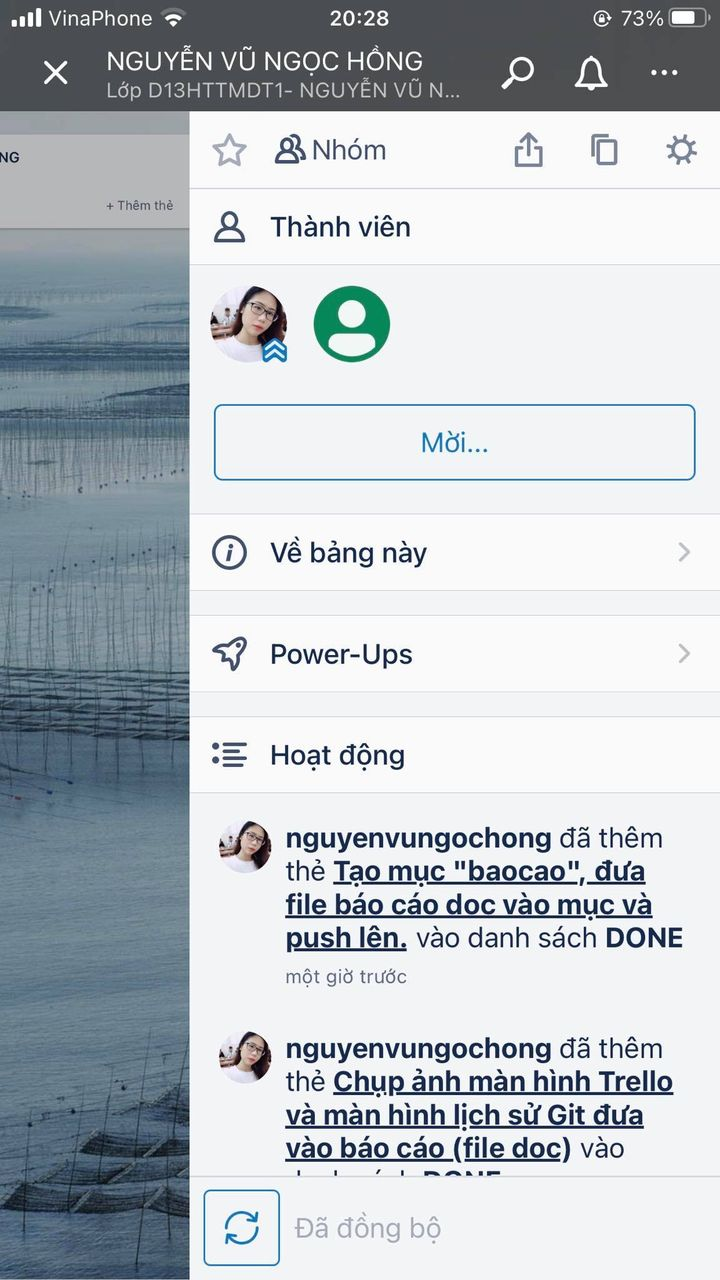 VinaPhone 20:28 73%
NGUYỄN VŨ NGỌC HỒNG
Lớp D13HTTMDT1- NGUYỄN VŨ N...
NG
+ Thêm thẻ
Nhóm
Thành viên
Mời...
Về bảng này
Power-Ups
Hoạt động
nguyenvungochong đã thêm
thẻ Tạo mục "baocao", đưa
file báo cáo doc vào mục và
push lên. vào danh sách DONE
một giờ trước
nguyenvungochong đã thêm
thẻ Chụp ảnh màn hình Trello
và màn hình lịch sử Git đưa
vào báo cáo (file doc) vào
danh sách DONE
Đã đồng bộ